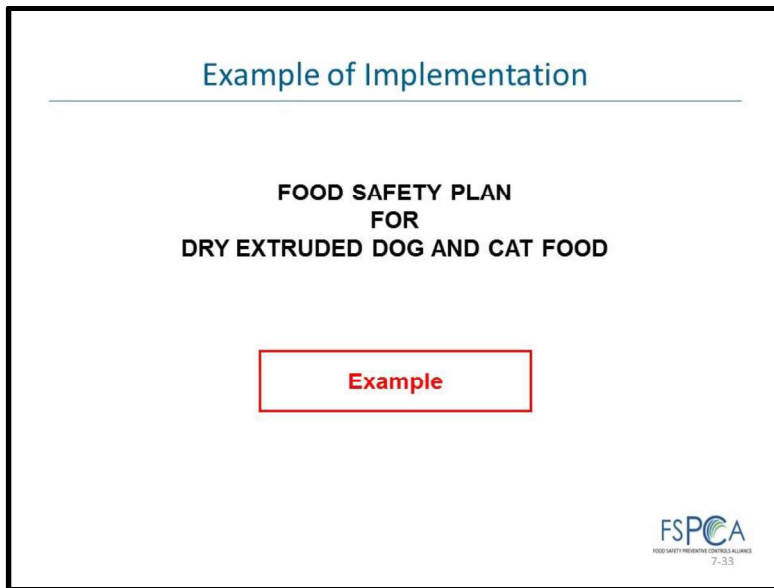 Example of Implementation
FOOD SAFETY PLAN
FOR
DRY EXTRUDED DOG AND CAT FOOD
Example
FSPCA
FOOD SAFETY PREVENTIVE CONTROLS ALLIANCE
7-33